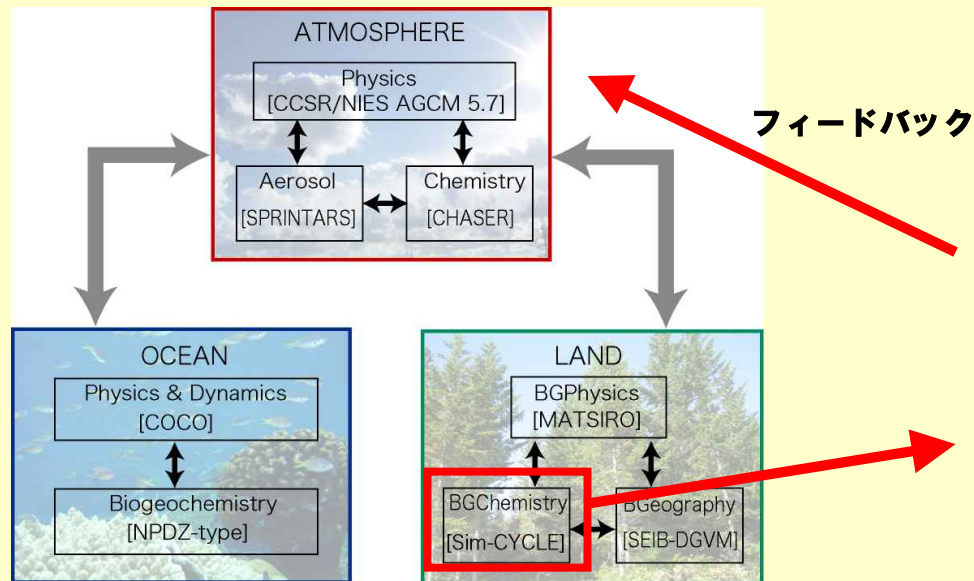 ATMOSPHERE
Physics
[CCSR/NIES AGCM 5.7]
フィードバック
Aerosol
[SPRINTARS]
Chemistry
[CHASER]
OCEAN
Physics & Dynamics
[COCO]
Biogeochemistry
[NPDZ-type]
LAND
BGPhysics
[MATSIRO]
BGChemistry
[Sim-CYCLE]
BGeography
[SEIB-DGVM]